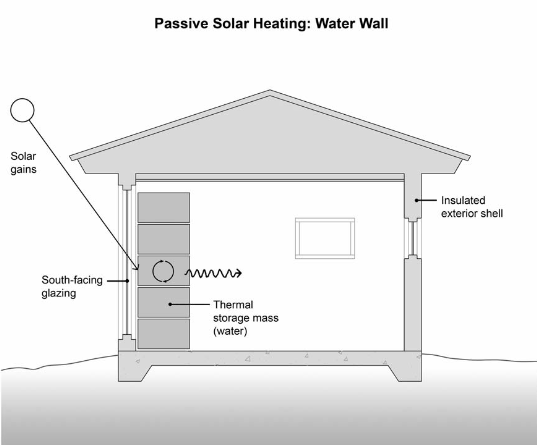 Passive Solar Heating: Water Wall
Solar
gains
Insulated
exterior shell
South-facing
glazing
Thermal
storage mass
(water)